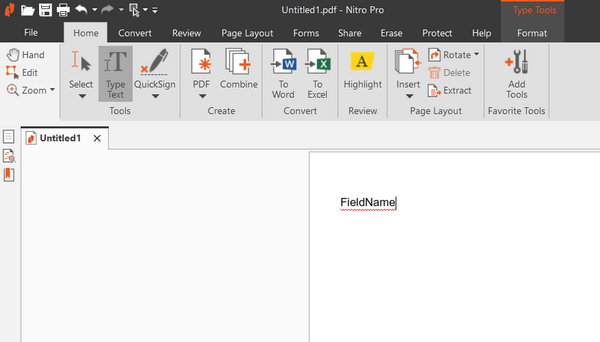 Untitled1.pdf - Nitro Pro
Type Tools
File Home Convert Review Page Layout Forms Share Erase Protect Help Format
Hand
Edit
Zoom
Select
Type
Text
QuickSign
Tools
PDF
Combine
Create
To
Word
To
Excel
Convert
Highlight
Review
Insert
Rotate
Delete
Extract
Page Layout
Add
Tools
Favorite Tools
Untitled1
FieldName